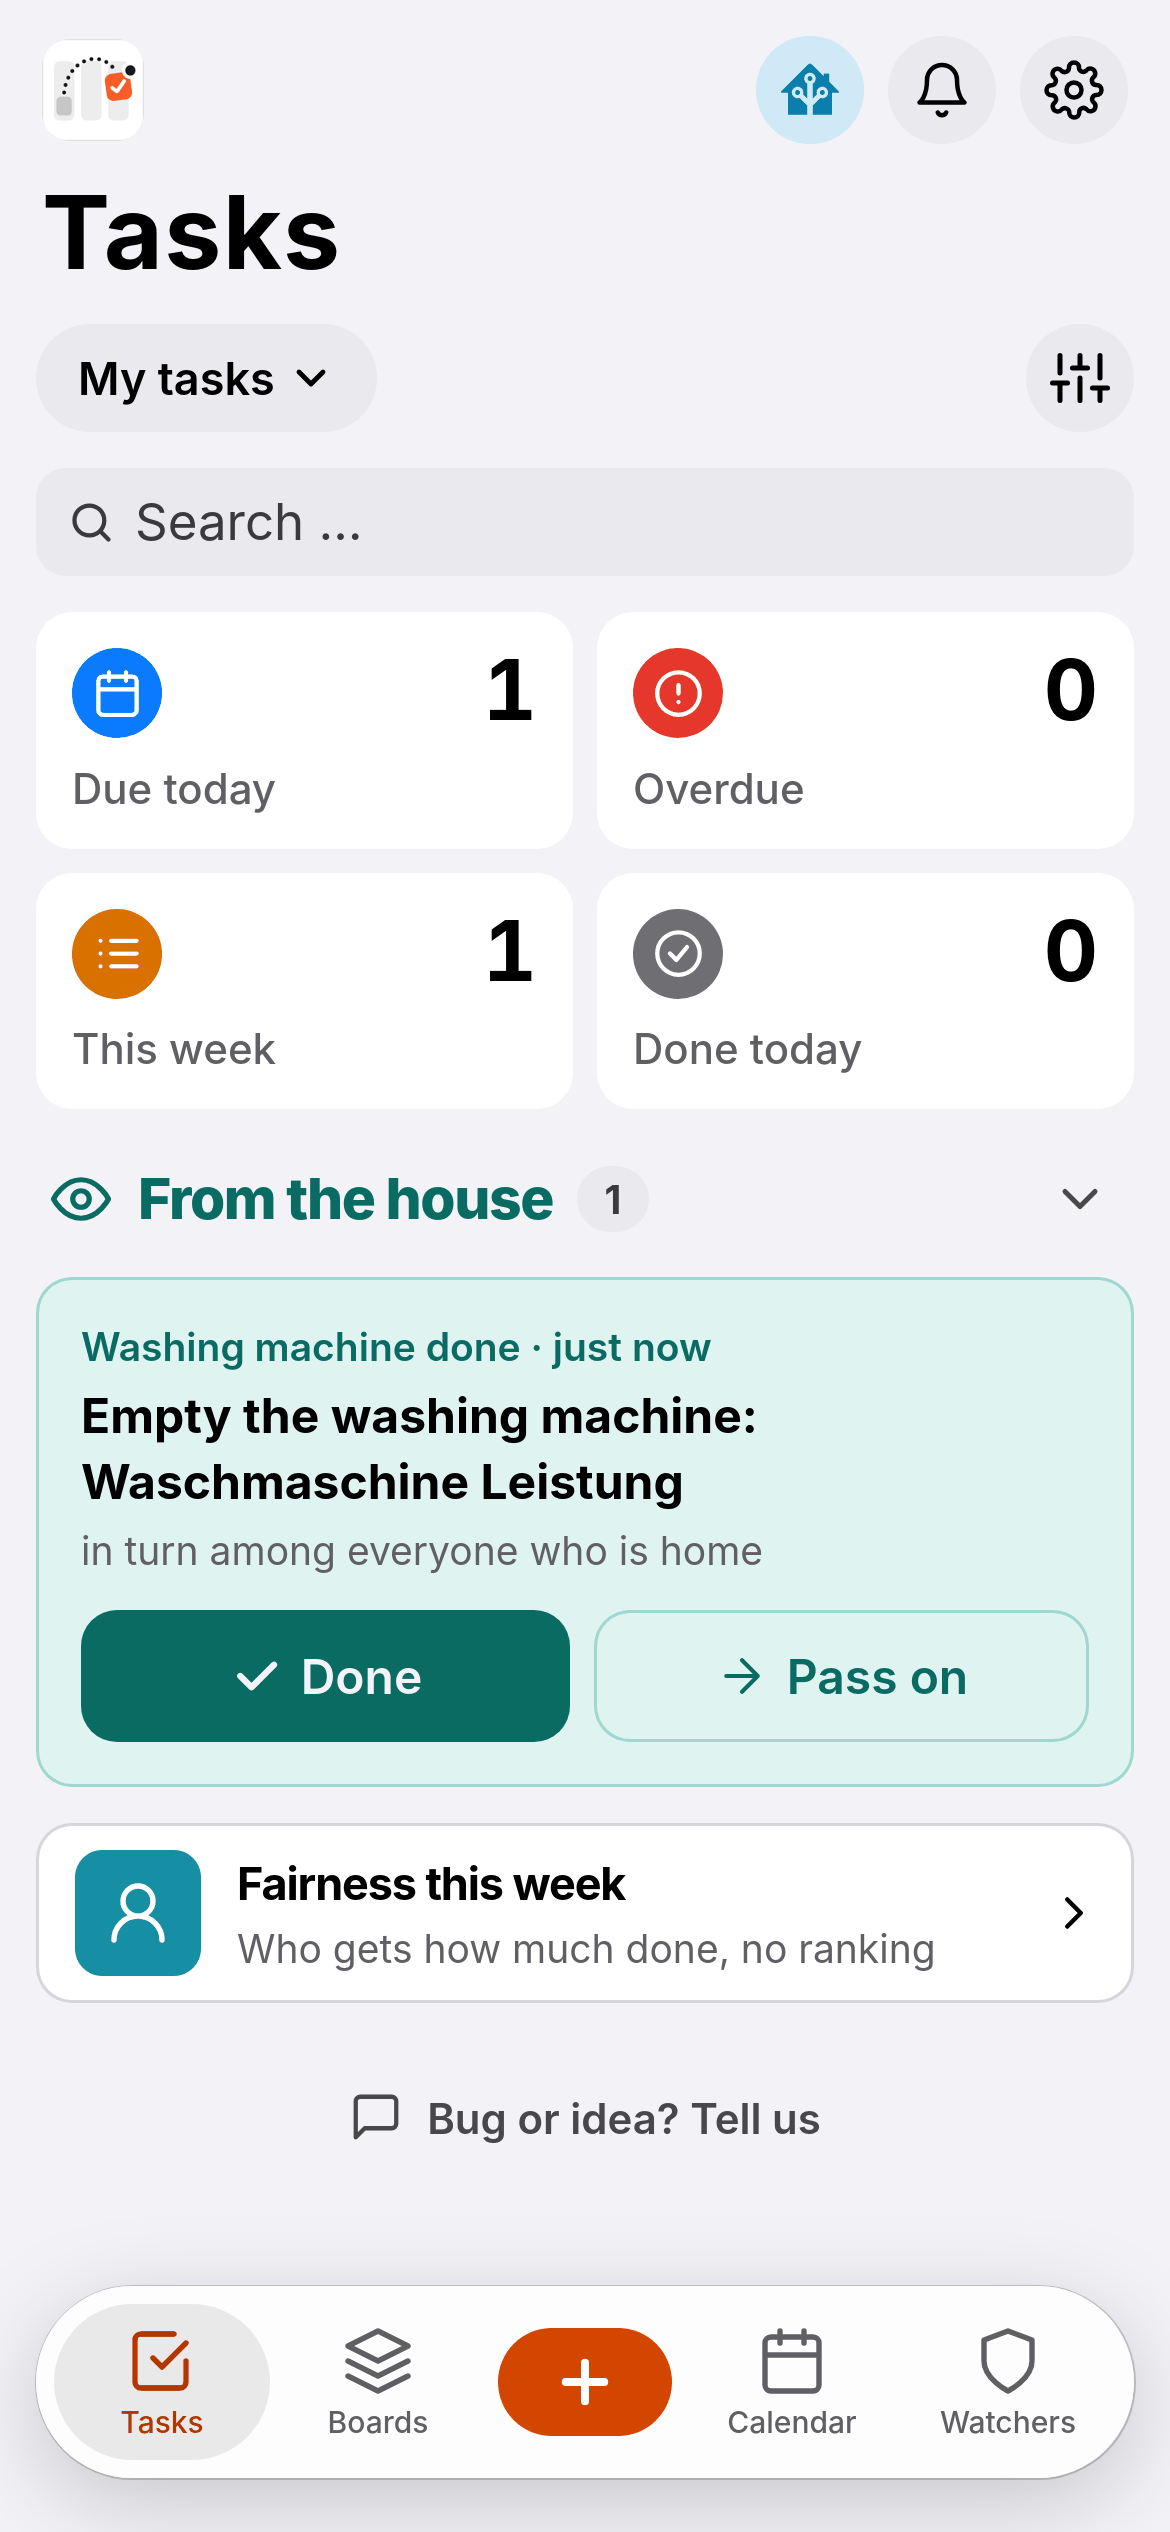 Tasks
My tasks
Search ...
1
Due today
0
Overdue
1
This week
0
Done today
From the house 1
Washing machine done · just now
Empty the washing machine:
Waschmaschine Leistung
in turn among everyone who is home
Done
Pass on
Fairness this week
Who gets how much done, no ranking
Bug or idea? Tell us
Tasks
Boards
Calendar
Watchers